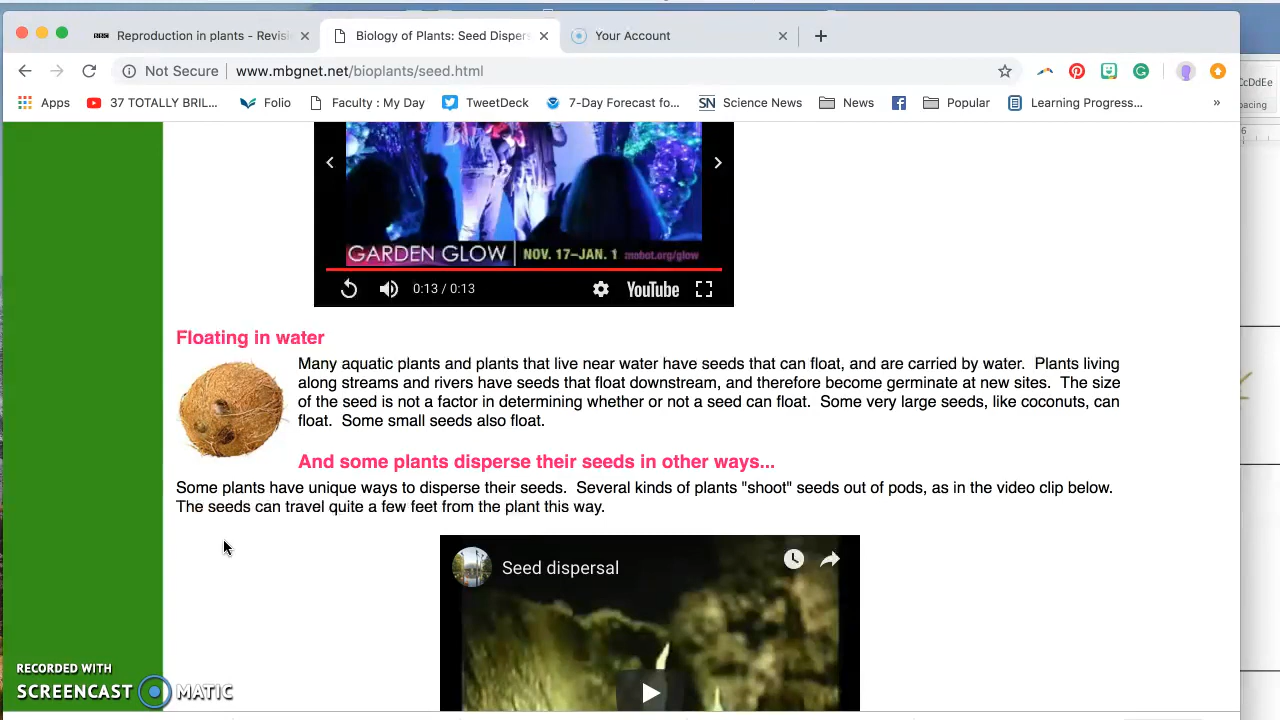 Reproduction in plants - Revisi
Biology of Plants: Seed Dispers
Your Account
Not Secure
www.mbgnet.net/bioplants/seed.html
Apps
37 TOTALLY BRIL...
Folio
Faculty : My Day
TweetDeck
7-Day Forecast fo...
SN Science News
News
Popular
Learning Progress...
»
CcDdEe
pacing
6
GARDEN GLOW NOV. 17–JAN. 1 mobot.org/glow
0:13 / 0:13
YouTube
Floating in water
Many aquatic plants and plants that live near water have seeds that can float, and are carried by water. Plants living
along streams and rivers have seeds that float downstream, and therefore become germinate at new sites. The size
of the seed is not a factor in determining whether or not a seed can float. Some very large seeds, like coconuts, can
float. Some small seeds also float.
And some plants disperse their seeds in other ways...
Some plants have unique ways to disperse their seeds. Several kinds of plants "shoot" seeds out of pods, as in the video clip below.
The seeds can travel quite a few feet from the plant this way.
Seed dispersal
RECORDED WITH
SCREENCAST MATIC